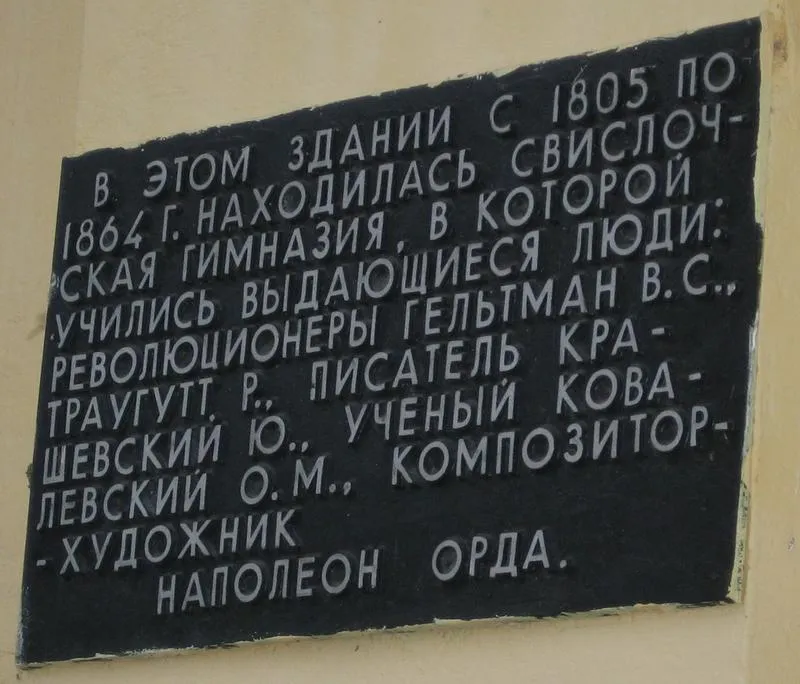 В ЭТОМ ЗДАНИИ С 1805 ПО
1864 Г. НАХОДИЛАСЬ СВИСЛОЧ-
СКАЯ ГИМНАЗИЯ, В КОТОРОЙ
УЧИЛИСЬ ВЫДАЮЩИЕСЯ ЛЮДИ:
РЕВОЛЮЦИОНЕРЫ ГЕЛЬТМАН В.С.,
ТРАУГУТТ Р., ПИСАТЕЛЬ КРА-
ШЕВСКИЙ Ю., УЧЕНЫЙ КОВА-
ЛЕВСКИЙ О.М., КОМПОЗИТОР-
-ХУДОЖНИК
НАПОЛЕОН ОРДА.